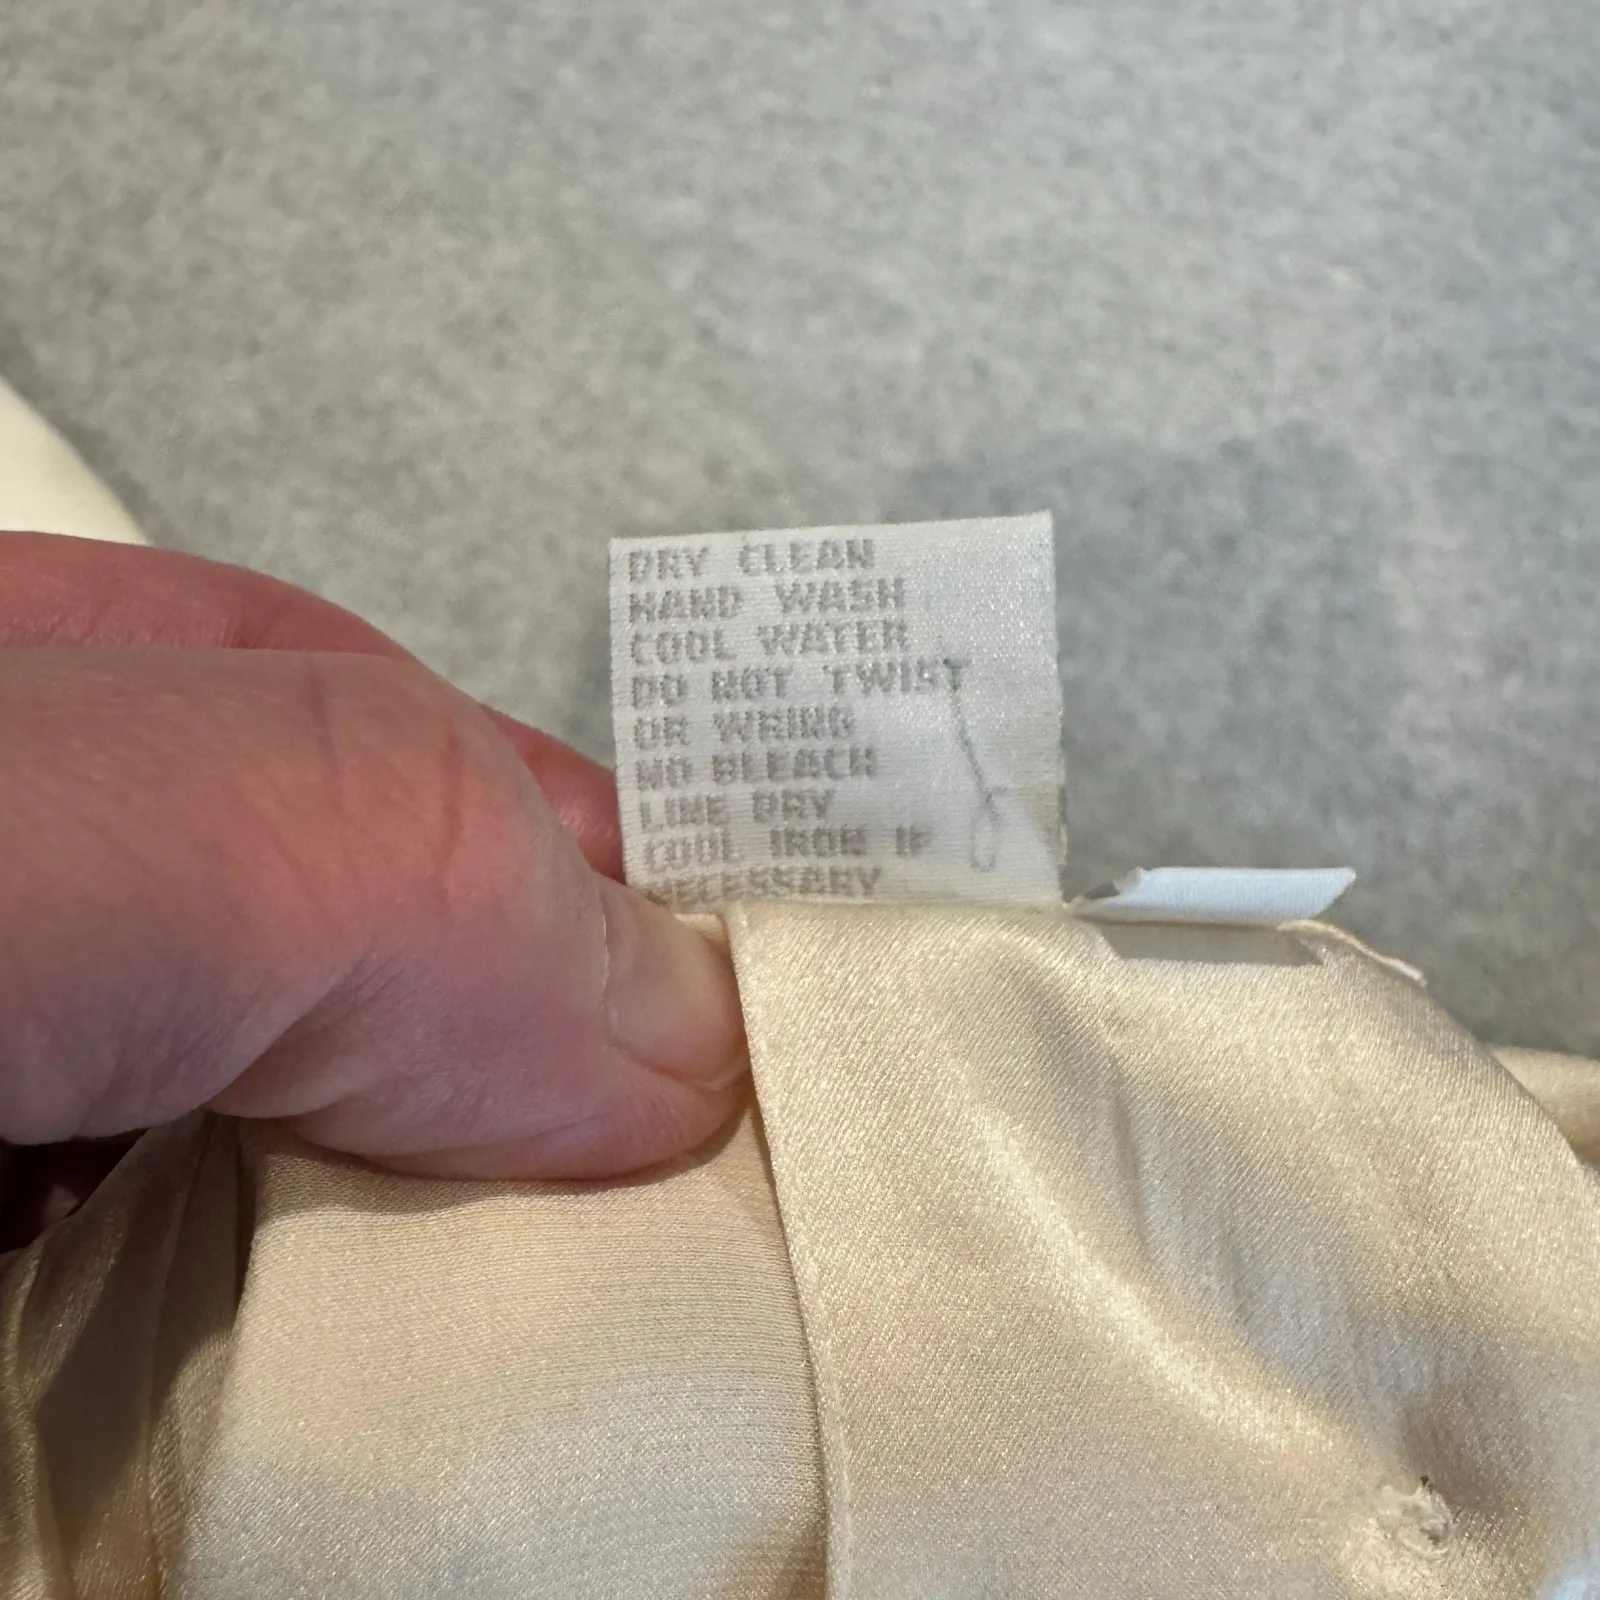 DRY CLEAN
HAND WASH
COOL WATER
DO NOT TWIST
OR WRING
NO BLEACH
LINE DRY
COOL IRON IF
NECESSARY